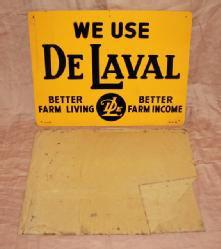 WE USE
DE LAVAL
BETTER BETTER
FARM LIVING DL FARM INCOME